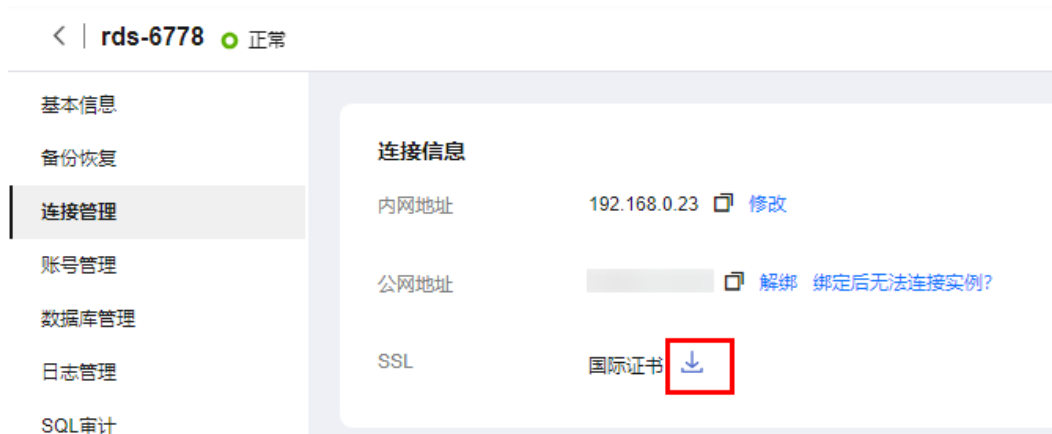 rds-6778 正常
基本信息
备份恢复
连接管理
账号管理
数据库管理
日志管理
SQL审计
连接信息
内网地址 192.168.0.23 修改
公网地址 解绑 绑定后无法连接实例?
SSL 国际证书